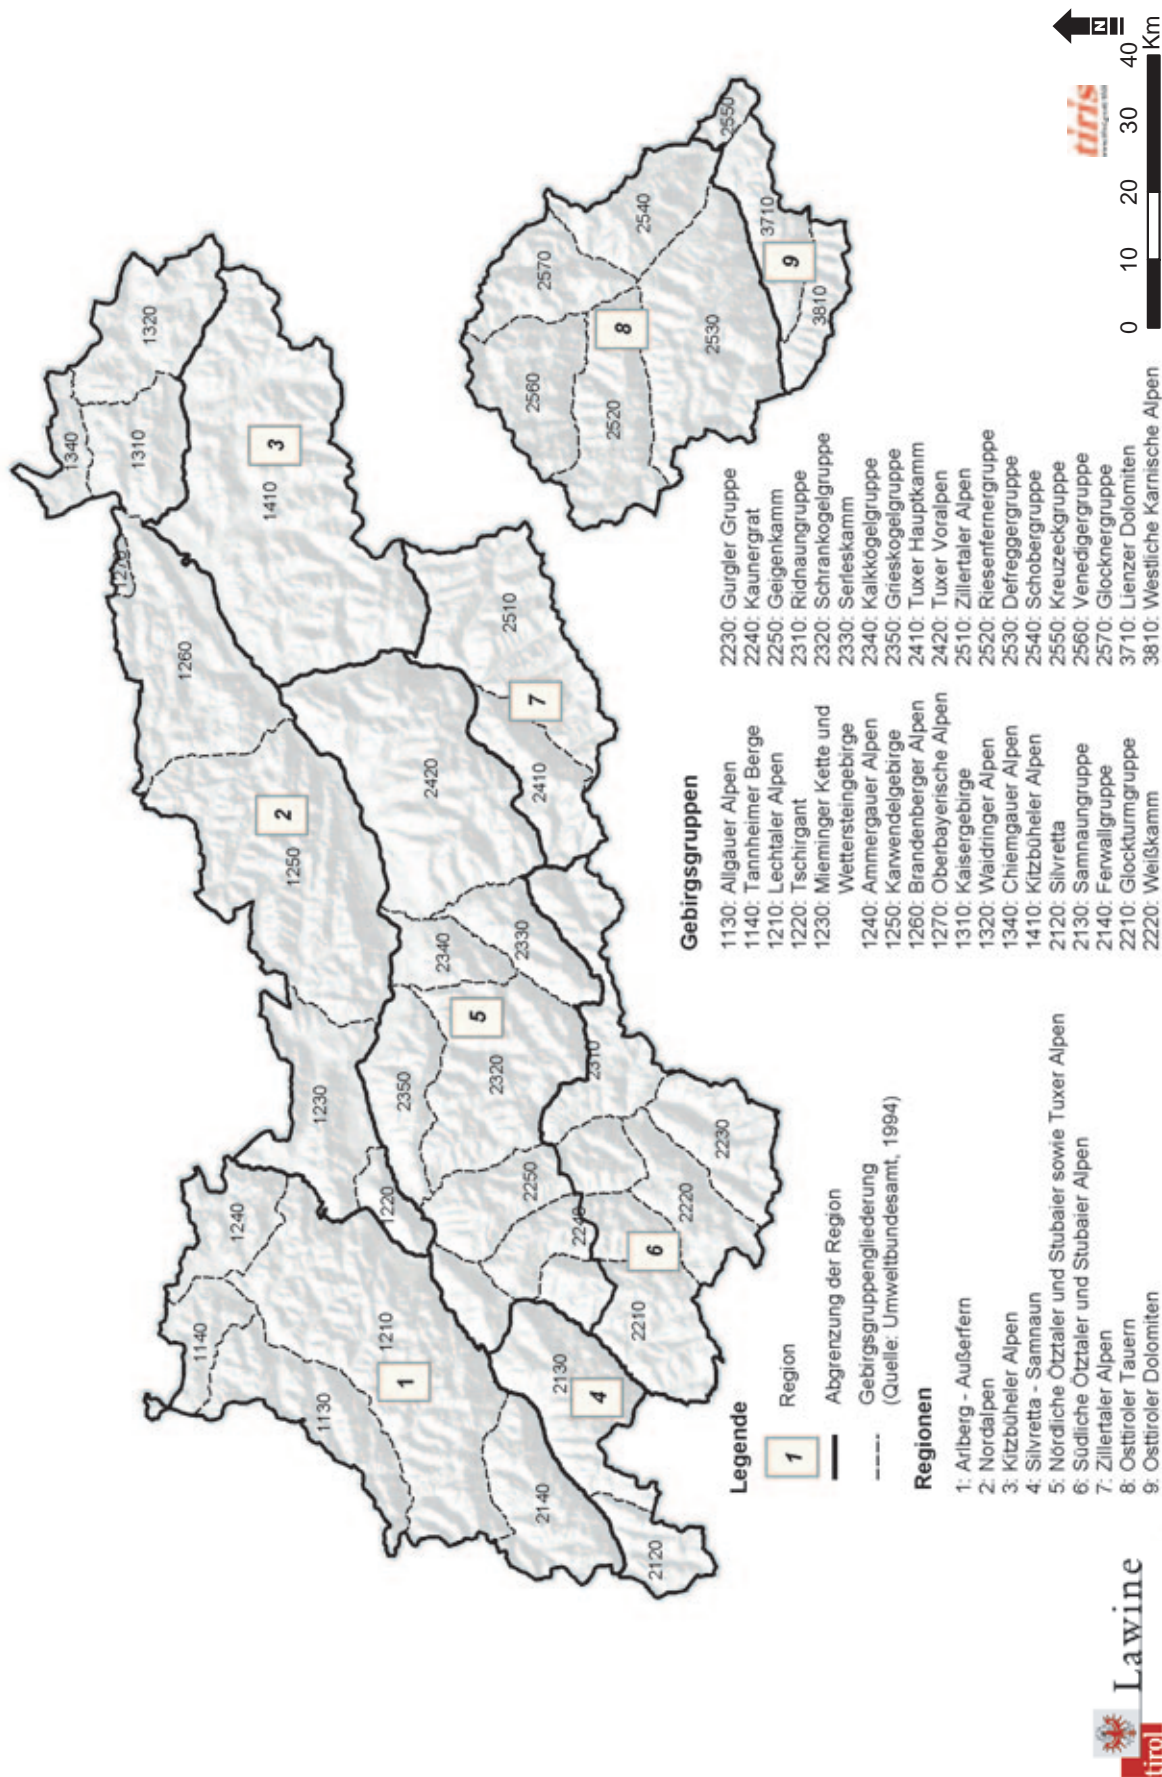 1340
1320
1310
3
1410
1260
1250
2
1230
1240
1140
1130
1210
1
1220
2420
2510
7
2410
2340
2330
5
2350
2320
2310
2250
2240
2230
2220
6
2210
2130
4
2140
2120
2570
2560
2540
2550
8
2520
2530
3710
9
3810
Legende
1
Region
Abgrenzung der Region
Gebirgsgruppengliederung
(Quelle: Umweltbundesamt, 1994)
Regionen
1: Arlberg - Außerfern
2: Nordalpen
3: Kitzbüheler Alpen
4: Silvretta - Samnaun
5: Nördliche Ötztaler und Stubaier sowie Tuxer Alpen
6: Südliche Ötztaler und Stubaier Alpen
7: Zillertaler Alpen
8: Osttiroler Tauern
9: Osttiroler Dolomiten
Gebirgsgruppen
1130: Allgäuer Alpen
1140: Tannheimer Berge
1210: Lechtaler Alpen
1220: Tschirgant
1230: Mieminger Kette und
Wettersteingebirge
1240: Ammergauer Alpen
1250: Karwendelgebirge
1260: Brandenberger Alpen
1270: Oberbayerische Alpen
1310: Kaisergebirge
1320: Waidringer Alpen
1340: Chiemgauer Alpen
1410: Kitzbüheler Alpen
2120: Silvretta
2130: Samnaungruppe
2140: Ferwallgruppe
2210: Glockturmgruppe
2220: Weißkamm
2230: Gurgler Gruppe
2240: Kaunergrat
2250: Geigenkamm
2310: Ridnaungruppe
2320: Schrankogelgruppe
2330: Serleskamm
2340: Kalkkögelgruppe
2350: Grieskogelgruppe
2410: Tuxer Hauptkamm
2420: Tuxer Voralpen
2510: Zillertaler Alpen
2520: Riesenfernergruppe
2530: Defreggergruppe
2540: Schobergruppe
2550: Kreuzeckgruppe
2560: Venedigergruppe
2570: Glocknergruppe
3710: Lienzer Dolomiten
3810: Westliche Karnische Alpen
tiris
N
0 10 20 30 40
Km
tirol
Lawine